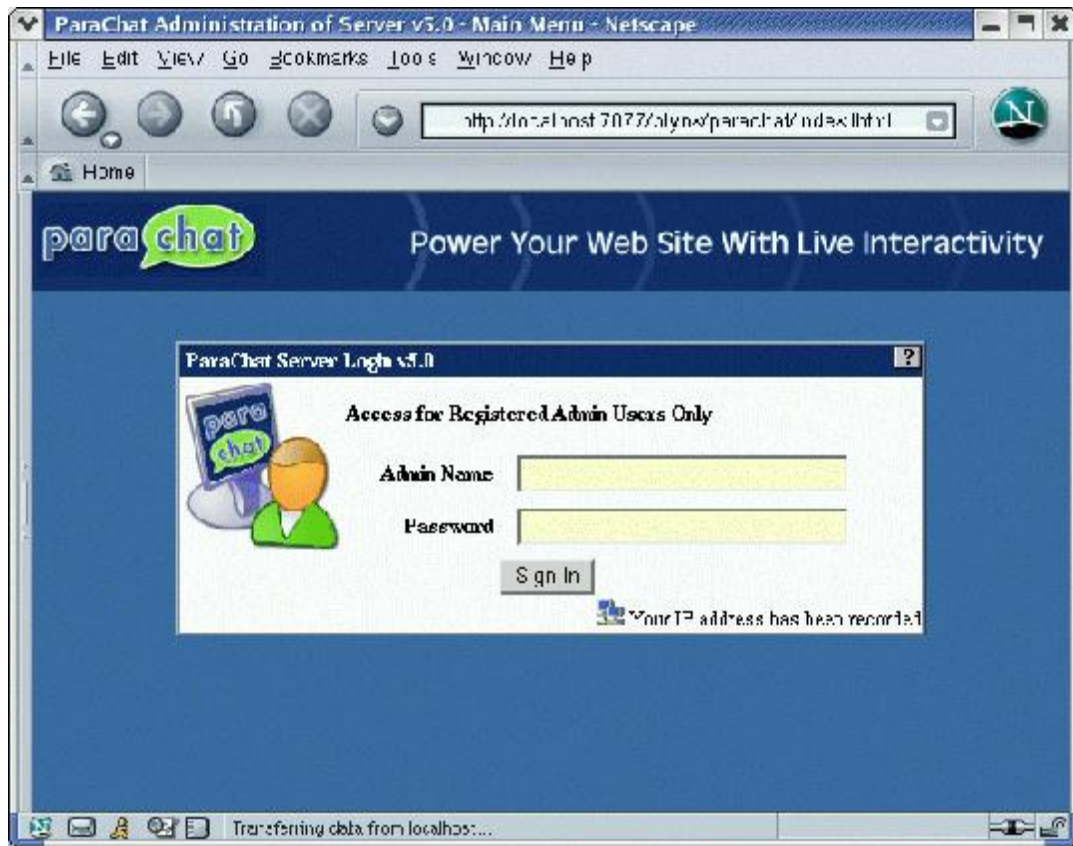 ParaChat Administration of Server v5.0 - Main Menu - Netscape
File Edit View Go Bookmarks Tools Window Help
Home
para chat
Power Your Web Site With Live Interactivity
ParaChat Server Login v5.0
?
para chat
Access for Registered Admin Users Only
Admin Name
Password
Sign In
Your IP address has been recorded
Transferring data from localhost...